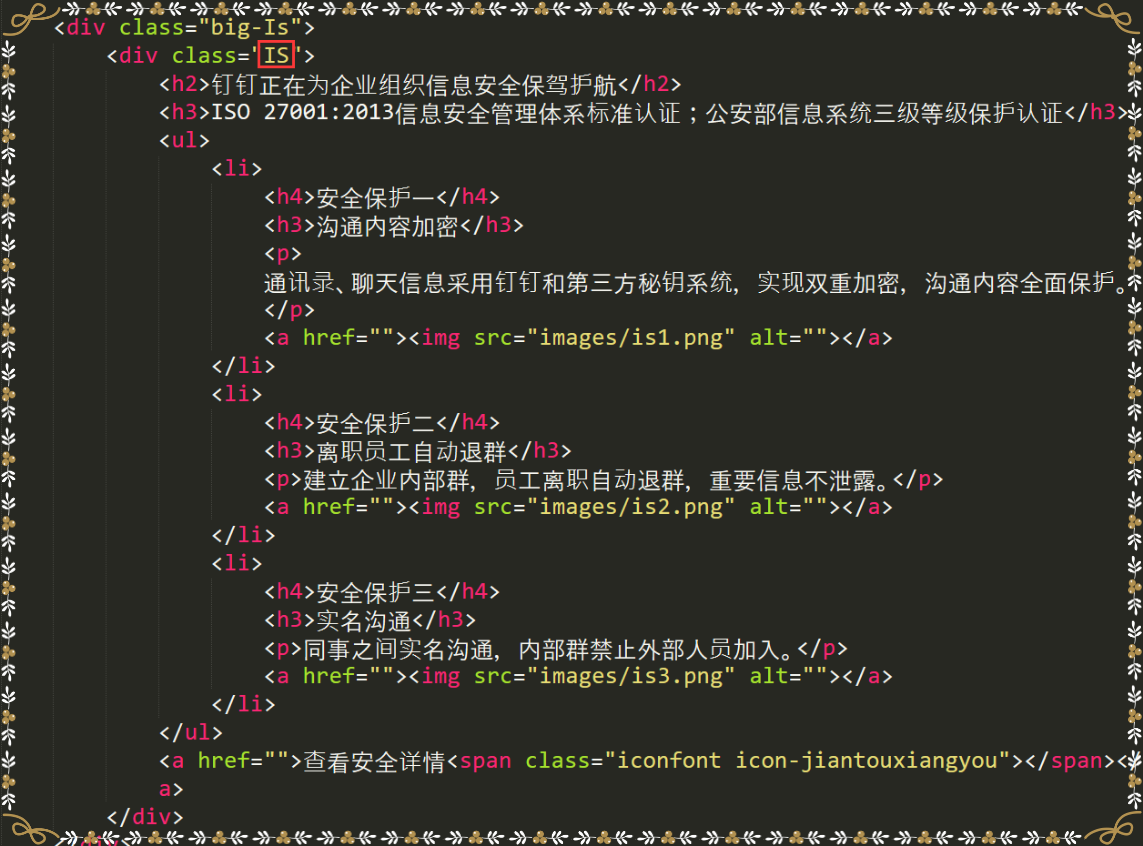 <div class="big-Is">
<div class="IS">
<h2>钉钉正在为企业组织信息安全保驾护航</h2>
<h3>ISO 27001:2013信息安全管理体系标准认证；公安部信息系统三级等级保护认证</h3>
<ul>
<li>
<h4>安全保护一</h4>
<h3>沟通内容加密</h3>
<p>
通讯录、聊天信息采用钉钉和第三方秘钥系统，实现双重加密，沟通内容全面保护。
</p>
<a href=""><img src="images/is1.png" alt=""></a>
</li>
<li>
<h4>安全保护二</h4>
<h3>离职员工自动退群</h3>
<p>建立企业内部群，员工离职自动退群，重要信息不泄露。</p>
<a href=""><img src="images/is2.png" alt=""></a>
</li>
<li>
<h4>安全保护三</h4>
<h3>实名沟通</h3>
<p>同事之间实名沟通，内部群禁止外部人员加入。</p>
<a href=""><img src="images/is3.png" alt=""></a>
</li>
</ul>
<a href="">查看安全详情<span class="iconfont icon-jiantouxiangyou"></span></
a>
</div>